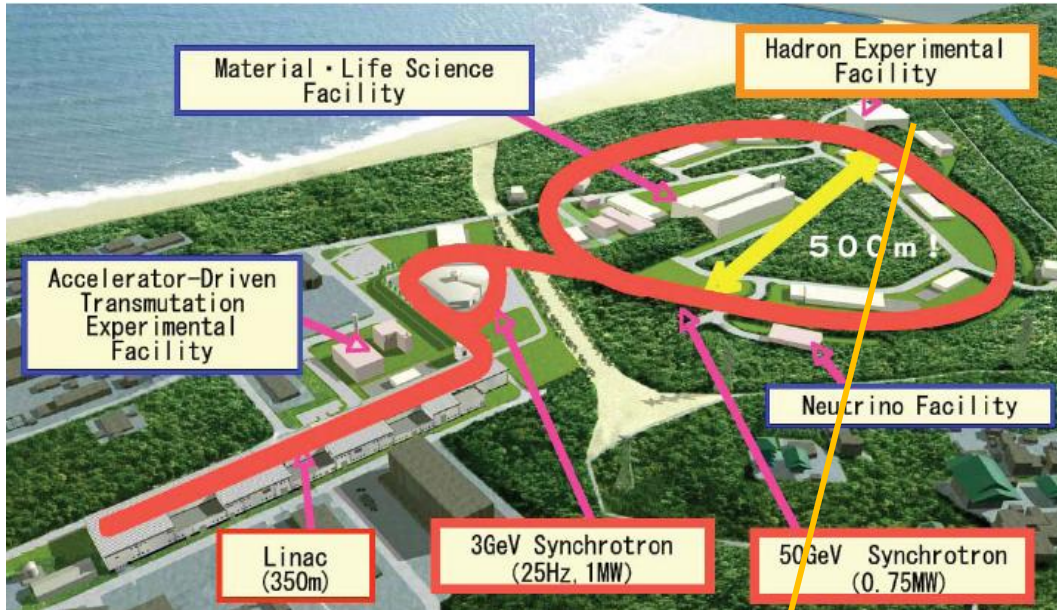 Material・Life Science
Facility
Hadron Experimental
Facility
500m!
Accelerator-Driven
Transmutation
Experimental
Facility
Neutrino Facility
Linac
(350m)
3GeV Synchrotron
(25Hz, 1MW)
50GeV Synchrotron
(0.75MW)